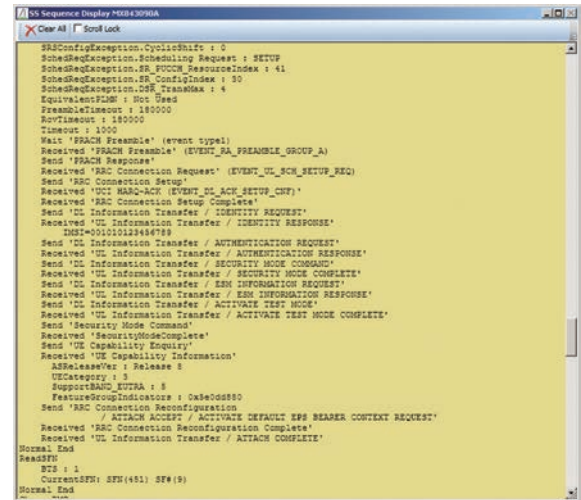 SS Sequence Display MX843090A
Clear All Scroll Lock
SRSConfigException.CyclicShift : 0
SchedReqException.Scheduling Request : SETUP
SchedReqException.SR_PUCCH_ResourceIndex : 41
SchedReqException.SR_ConfigIndex : 30
SchedReqException.DSR_TransMax : 4
EquivalentPLMN : Not Used
PreambleTimeout : 180000
RcvTimeout : 180000
Timeout : 1000
Wait 'PRACH Preamble' (event type1)
Received 'PRACH Preamble' (EVENT_RA_PREAMBLE_GROUP_A)
Send 'PRACH Response'
Received 'RRC Connection Request' (EVENT_UL_SCH_SETUP_REQ)
Send 'RRC Connection Setup'
Received 'UCI HARQ-ACK (EVENT_DL_ACK_SETUP_CNF)'
Received 'RRC Connection Setup Complete'
Send 'DL Information Transfer / IDENTITY REQUEST'
Received 'UL Information Transfer / IDENTITY RESPONSE'
IMSI=001010123456789
Send 'DL Information Transfer / AUTHENTICATION REQUEST'
Received 'UL Information Transfer / AUTHENTICATION RESPONSE'
Send 'DL Information Transfer / SECURITY MODE COMMAND'
Received 'UL Information Transfer / SECURITY MODE COMPLETE'
Send 'DL Information Transfer / ESM INFORMATION REQUEST'
Received 'UL Information Transfer / ESM INFORMATION RESPONSE'
Send 'DL Information Transfer / ACTIVATE TEST MODE'
Received 'UL Information Transfer / ACTIVATE TEST MODE COMPLETE'
Send 'Security Mode Command'
Received 'SecurityModeComplete'
Send 'UE Capability Enquiry'
Received 'UE Capability Information'
ASReleaseVer : Release 8
UECategory : 3
SupportBAND_EUTRA : 8
FeatureGroupIndicators : 0x5e0dd880
Send 'RRC Connection Reconfiguration
/ ATTACH ACCEPT / ACTIVATE DEFAULT EPS BEARER CONTEXT REQUEST'
Received 'RRC Connection Reconfiguration Complete'
Received 'UL Information Transfer / ATTACH COMPLETE'
Normal End
ReadSFN
BTS : 1
CurrentSFN: SFN(451) SF#(9)
Normal End